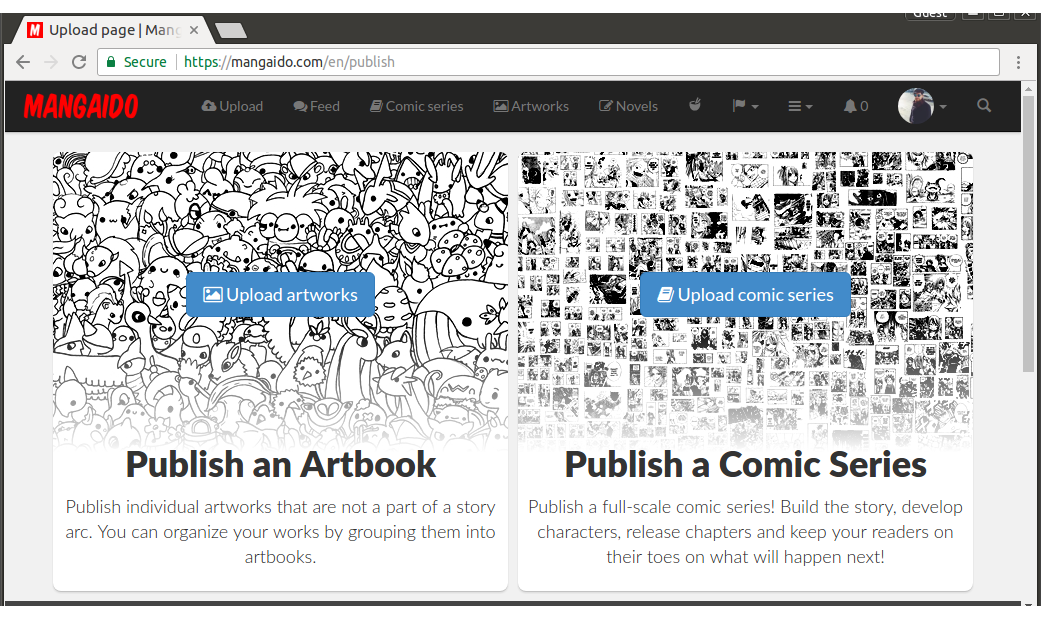 Guest
Upload page | Mang
Secure https://mangaido.com/en/publish
MANGAIDO Upload Feed Comic series Artworks Novels 0
Upload artworks
Upload comic series
Publish an Artbook
Publish individual artworks that are not a part of a story
arc. You can organize your works by grouping them into
artbooks.
Publish a Comic Series
Publish a full-scale comic series! Build the story, develop
characters, release chapters and keep your readers on
their toes on what will happen next!